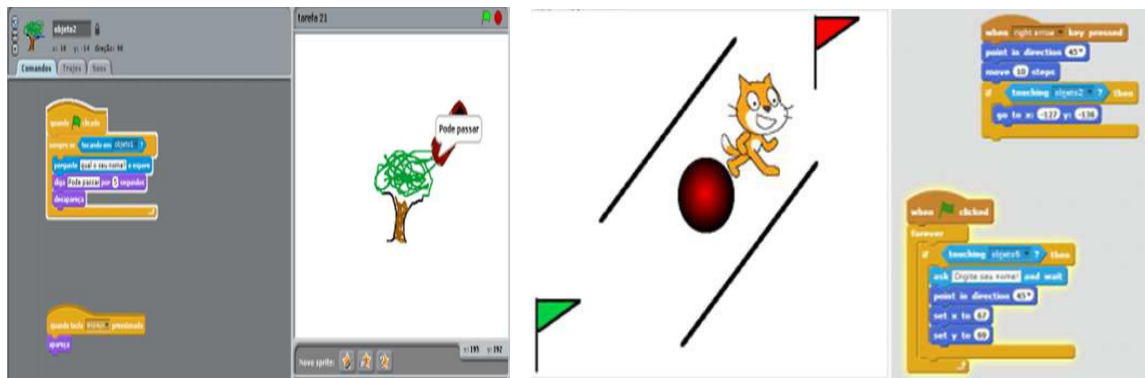 objeto2
tarefa 21
Comandos
Trajes
Sons
quando clicado
sempre se tocando em objeto1 ?
pergunte qual o seu nome? e espere
diga Pode passar por 5 segundos
desapareça
quando tecla espaço pressionada
apareça
Pode passar
Novo sprite:
when right arrow key pressed
point in direction 45
move 10 steps
if touching objeto2 ? then
go to x: -127 y: -136
when clicked
forever
if touching objeto5 ? then
ask Digite seu nome! and wait
point in direction 45
set x to 67
set y to 60